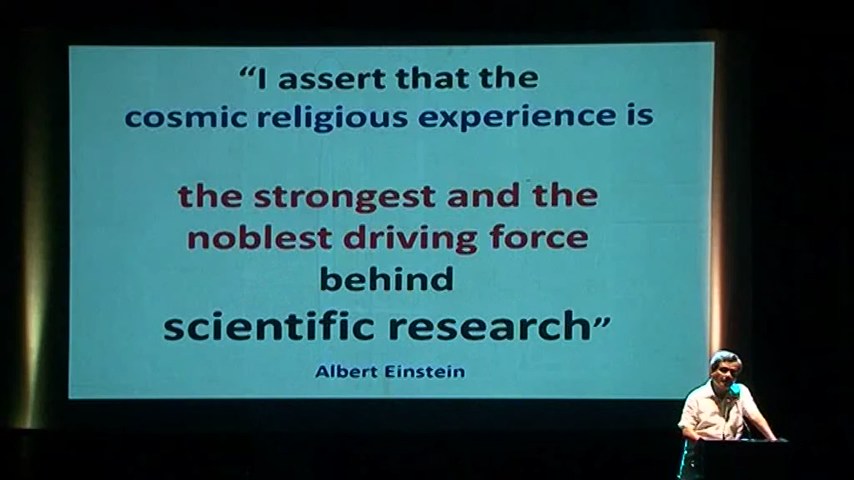 “I assert that the
cosmic religious experience is
the strongest and the
noblest driving force
behind
scientific research”
Albert Einstein